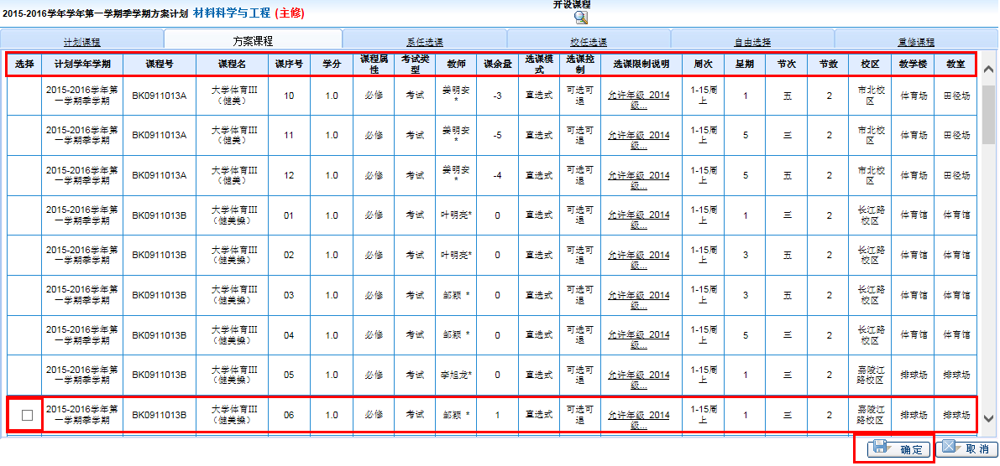 开设课程
2015-2016学年学年第一学期季学期方案计划 材料科学与工程 (主修)
计划课程 方案课程 系任选课 校任选课 自由选择 重修课程
选择 计划学年学期 课程号 课程名 课序号 学分 课程属性 考试类型 教师 课余量 选课模式 选课控制 选课限制说明 周次 星期 节次 节数 校区 教学楼 教室
2015-2016学年第一学期季学期 BK0911013A 大学体育III（健美） 10 1.0 必修 考试 姜明安* -3 直选式 可选可退 允许年级 2014级... 1-15周上 1 五 2 市北校区 体育场 田径场
2015-2016学年第一学期季学期 BK0911013A 大学体育III（健美） 11 1.0 必修 考试 姜明安* -5 直选式 可选可退 允许年级 2014级... 1-15周上 5 三 2 市北校区 体育场 田径场
2015-2016学年第一学期季学期 BK0911013A 大学体育III（健美） 12 1.0 必修 考试 姜明安* -4 直选式 可选可退 允许年级 2014级... 1-15周上 5 五 2 市北校区 体育场 田径场
2015-2016学年第一学期季学期 BK0911013B 大学体育III（健美操） 01 1.0 必修 考试 叶明亮* 0 直选式 可选可退 允许年级 2014级... 1-15周上 1 三 2 长江路校区 体育馆 体育馆
2015-2016学年第一学期季学期 BK0911013B 大学体育III（健美操） 02 1.0 必修 考试 叶明亮* 0 直选式 可选可退 允许年级 2014级... 1-15周上 3 五 2 长江路校区 体育馆 体育馆
2015-2016学年第一学期季学期 BK0911013B 大学体育III（健美操） 03 1.0 必修 考试 邹颖 * 0 直选式 可选可退 允许年级 2014级... 1-15周上 3 五 2 长江路校区 体育馆 体育馆
2015-2016学年第一学期季学期 BK0911013B 大学体育III（健美操） 04 1.0 必修 考试 邹颖 * 0 直选式 可选可退 允许年级 2014级... 1-15周上 5 三 2 长江路校区 体育馆 体育馆
2015-2016学年第一学期季学期 BK0911013B 大学体育III（健美操） 05 1.0 必修 考试 李旭龙* 0 直选式 可选可退 允许年级 2014级... 1-15周上 1 三 2 嘉陵江路校区 排球场 排球场
2015-2016学年第一学期季学期 BK0911013B 大学体育III（健美操） 06 1.0 必修 考试 邹颖 * 1 直选式 可选可退 允许年级 2014级... 1-15周上 1 三 2 嘉陵江路校区 排球场 排球场
确定 取消